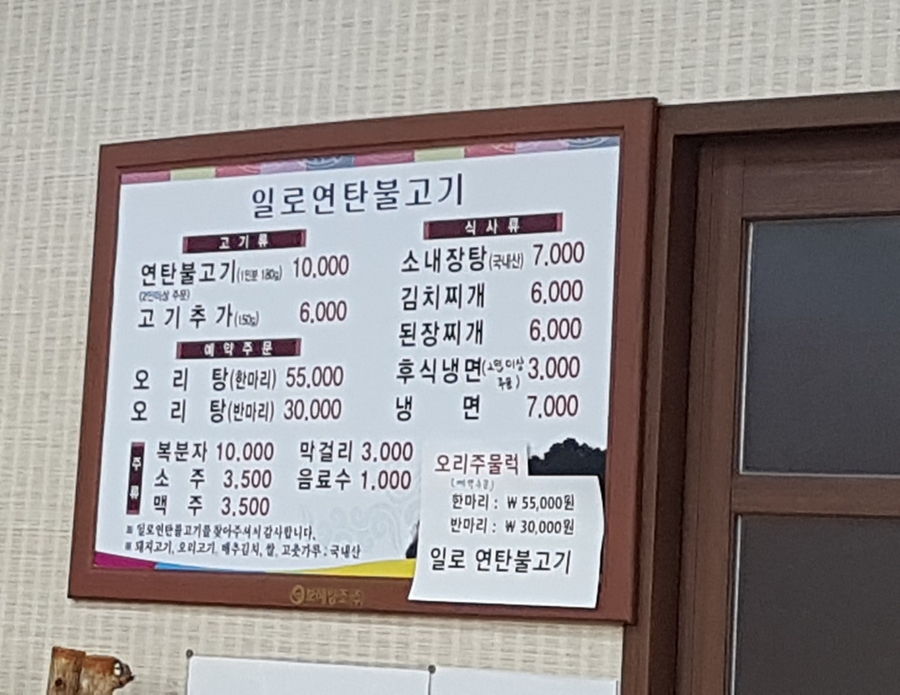 일로연탄불고기
고기류
연탄불고기(1인분 180g) 10,000
(2인이상 주문)
고기추가(150g) 6,000
예약주문
오리탕(한마리) 55,000
오리탕(반마리) 30,000
식사류
소내장탕(국내산) 7,000
김치찌개 6,000
된장찌개 6,000
후식냉면(2인이상 3,000
주문)
냉면 7,000
주류
복분자 10,000 막걸리 3,000
소주 3,500 음료수 1,000
맥주 3,500
※ 일로연탄불고기를 찾아주셔서 감사합니다.
※ 돼지고기, 오리고기, 배추김치, 쌀, 고춧가루 : 국내산
오리주물럭
(예약주문)
한마리 : ₩ 55,000원
반마리 : ₩ 30,000원
일로 연탄불고기